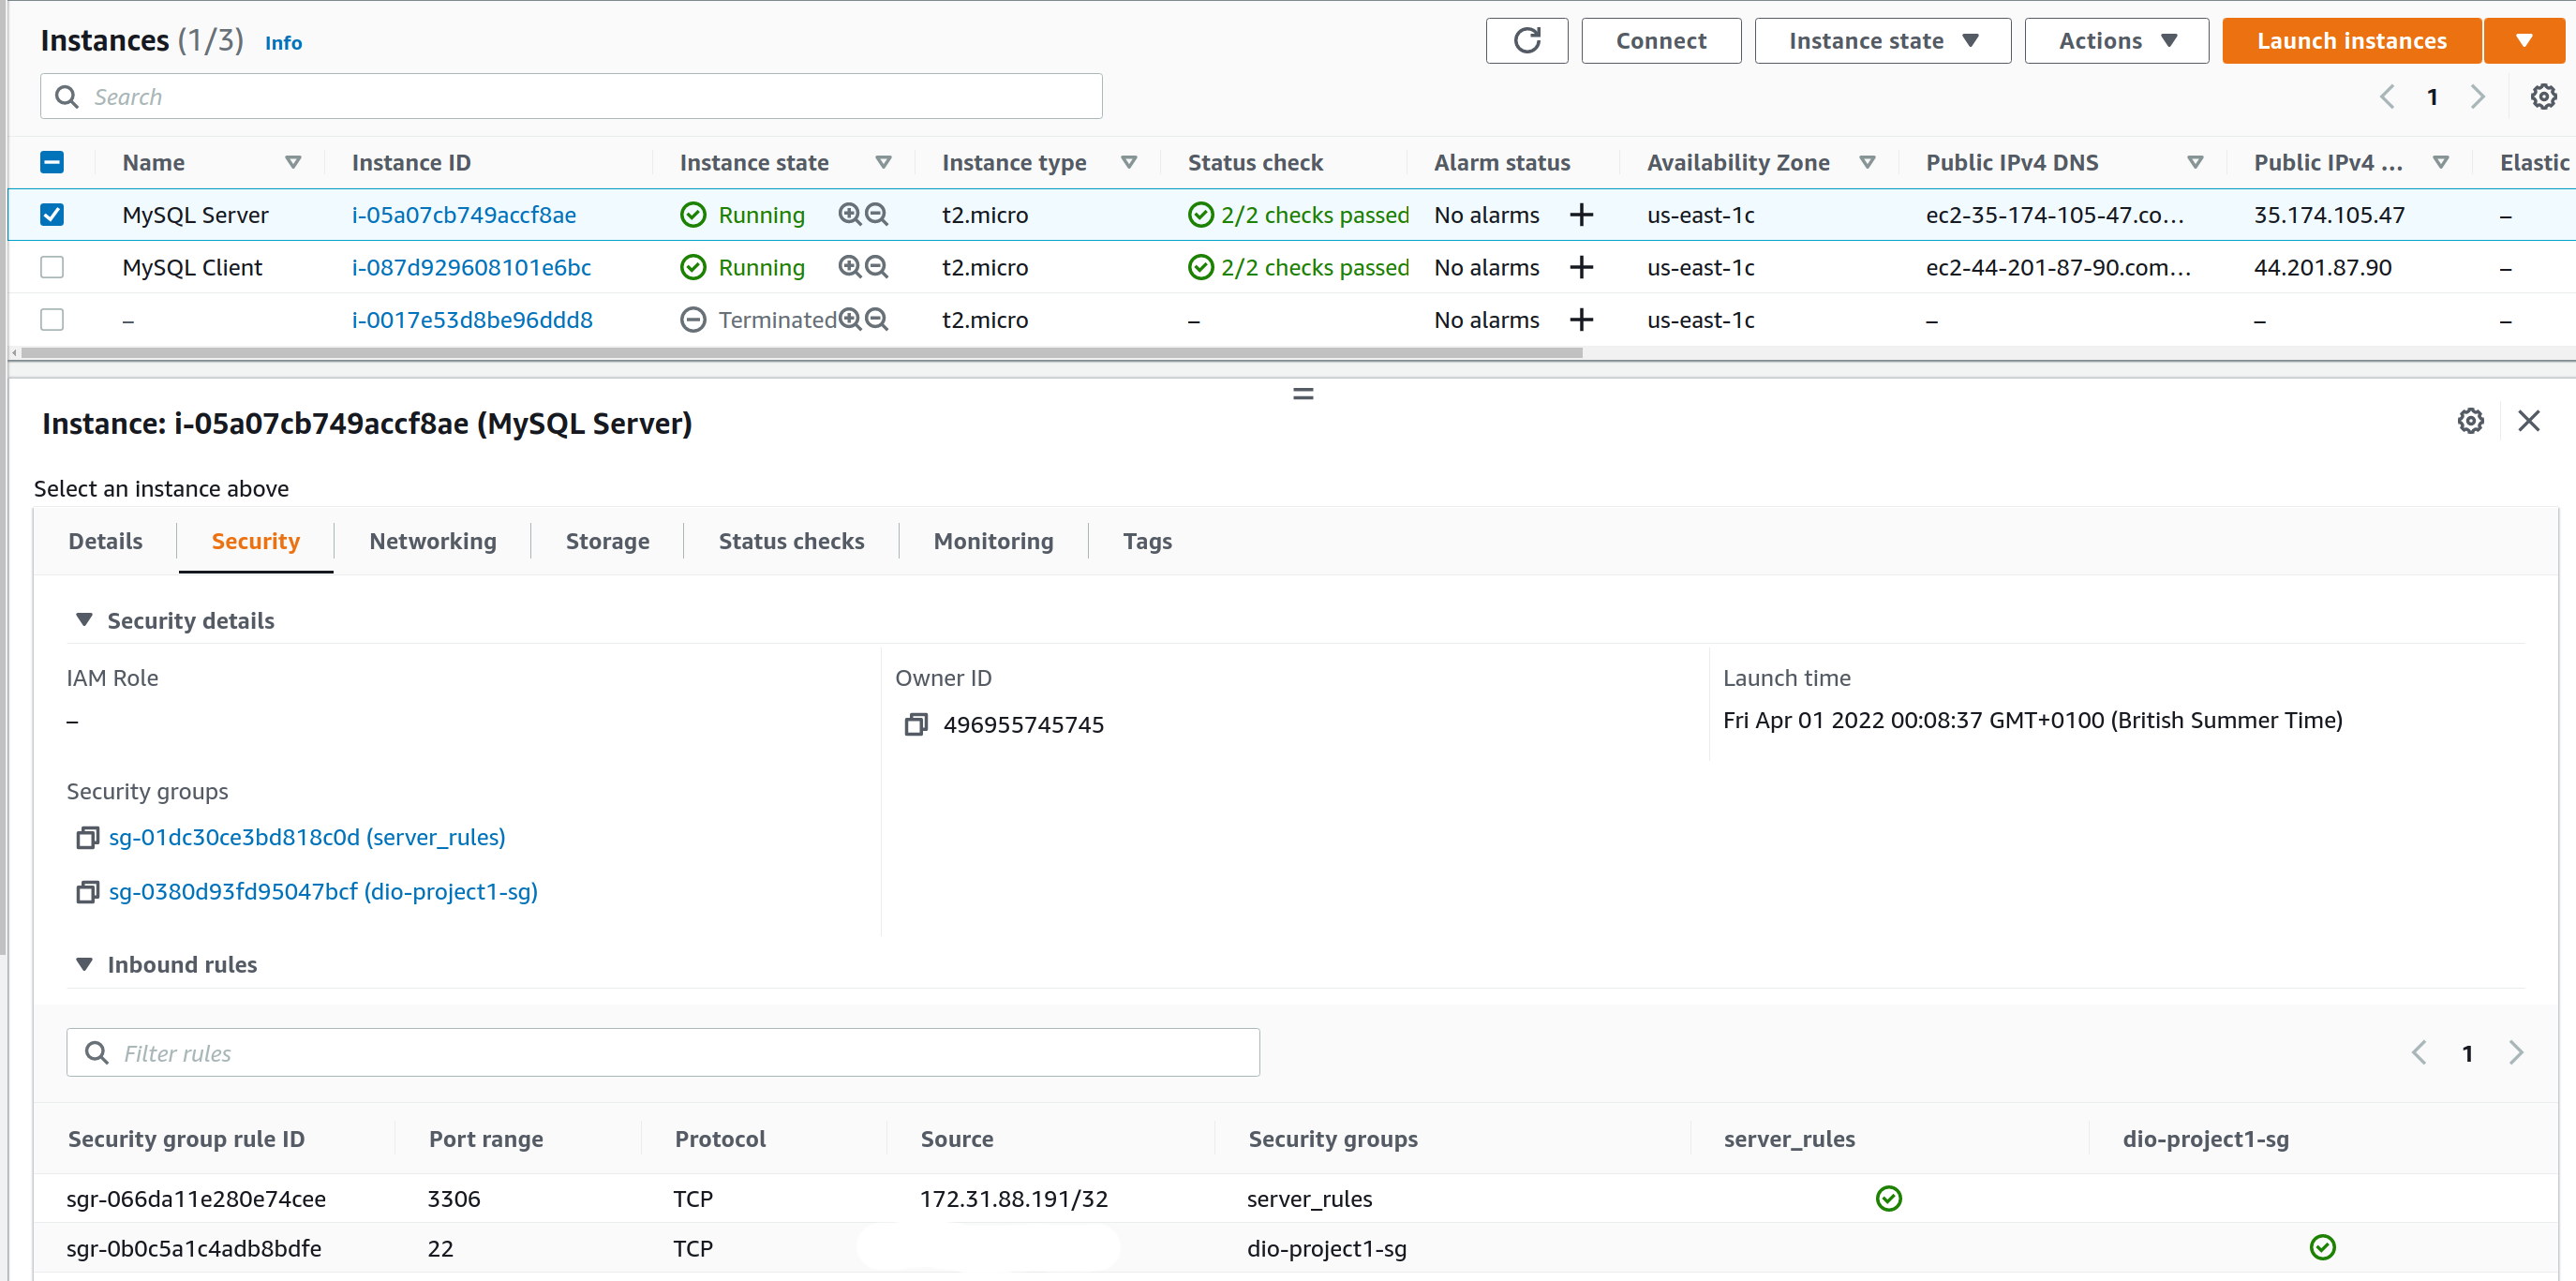 Instances (1/3) Info Connect Instance state Actions Launch instances
Search 1
Name Instance ID Instance state Instance type Status check Alarm status Availability Zone Public IPv4 DNS Public IPv4 ... Elastic
MySQL Server i-05a07cb749accf8ae Running t2.micro 2/2 checks passed No alarms + us-east-1c ec2-35-174-105-47.co... 35.174.105.47 –
MySQL Client i-087d929608101e6bc Running t2.micro 2/2 checks passed No alarms + us-east-1c ec2-44-201-87-90.com... 44.201.87.90 –
– i-0017e53d8be96ddd8 Terminated t2.micro – No alarms + us-east-1c – – –
Instance: i-05a07cb749accf8ae (MySQL Server)
Select an instance above
Details Security Networking Storage Status checks Monitoring Tags
Security details
IAM Role Owner ID Launch time
– 496955745745 Fri Apr 01 2022 00:08:37 GMT+0100 (British Summer Time)
Security groups
sg-01dc30ce3bd818c0d (server_rules)
sg-0380d93fd95047bcf (dio-project1-sg)
Inbound rules
Filter rules 1
Security group rule ID Port range Protocol Source Security groups server_rules dio-project1-sg
sgr-066da11e280e74cee 3306 TCP 172.31.88.191/32 server_rules
sgr-0b0c5a1c4adb8bdfe 22 TCP dio-project1-sg